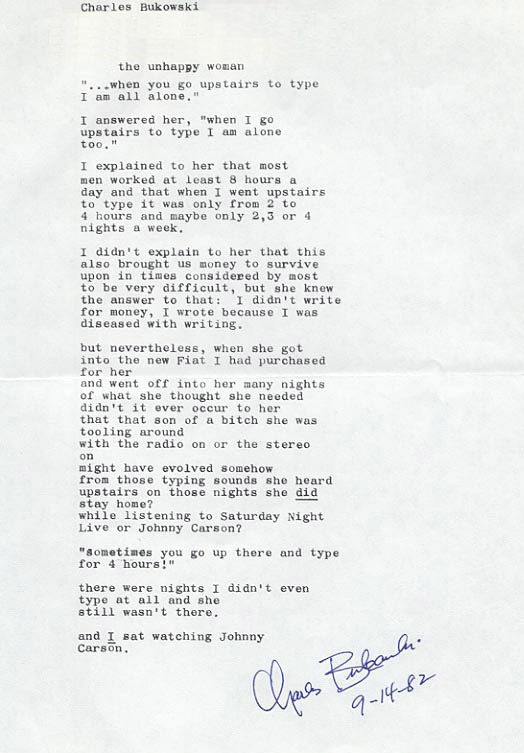 Charles Bukowski
the unhappy woman
"...when you go upstairs to type
I am all alone."
I answered her, "when I go
upstairs to type I am alone
too."
I explained to her that most
men worked at least 8 hours a
day and that when I went upstairs
to type it was only from 2 to
4 hours and maybe only 2,3 or 4
nights a week.
I didn't explain to her that this
also brought us money to survive
upon in times considered by most
to be very difficult, but she knew
the answer to that: I didn't write
for money, I wrote because I was
diseased with writing.
but nevertheless, when she got
into the new Fiat I had purchased
for her
and went off into her many nights
of what she thought she needed
didn't it ever occur to her
that that son of a bitch she was
tooling around
with the radio on or the stereo
on
might have evolved somehow
from those typing sounds she heard
upstairs on those nights she did
stay home?
while listening to Saturday Night
Live or Johnny Carson?
"sometimes you go up there and type
for 4 hours!"
there were nights I didn't even
type at all and she
still wasn't there.
and I sat watching Johnny
Carson.
Charles Bukowski.
9-14-82